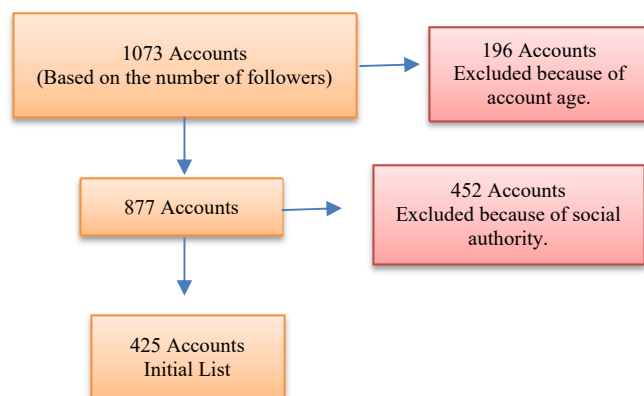 1073 Accounts
(Based on the number of followers)
196 Accounts
Excluded because of
account age.
877 Accounts
452 Accounts
Excluded because of social
authority.
425 Accounts
Initial List